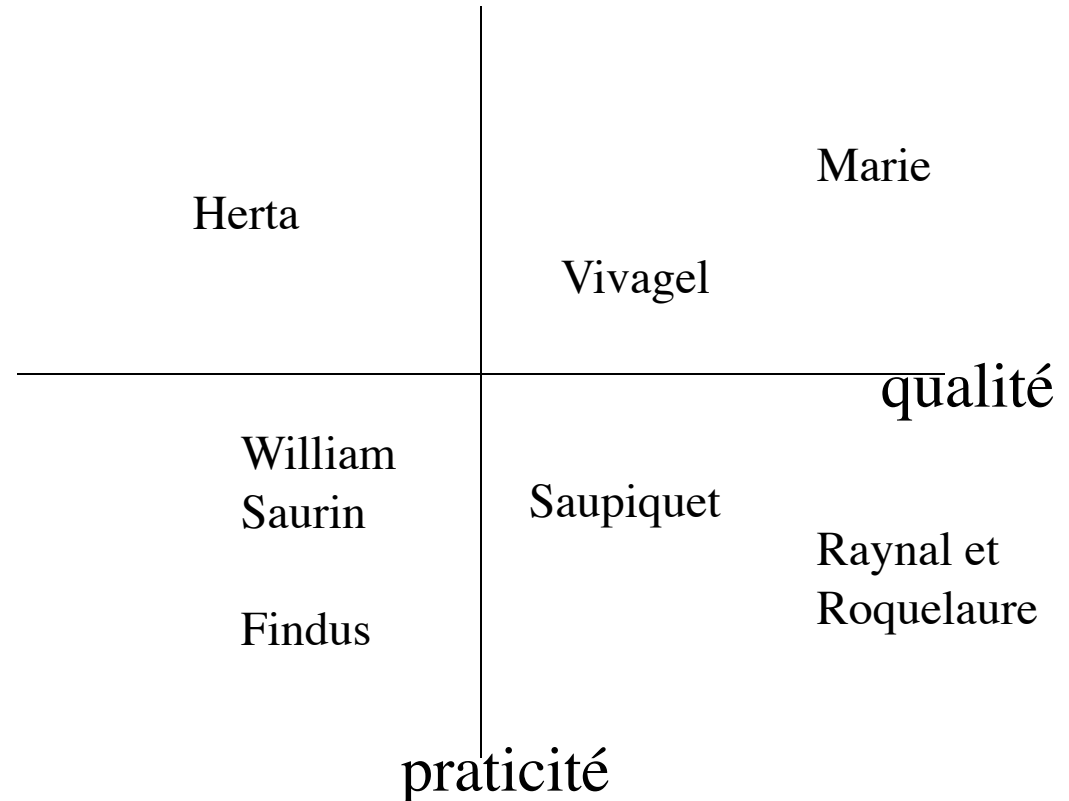 Marie
Herta
Vivagel
qualité
William
Saurin
Saupiquet
Raynal et
Roquelaure
Findus
praticité